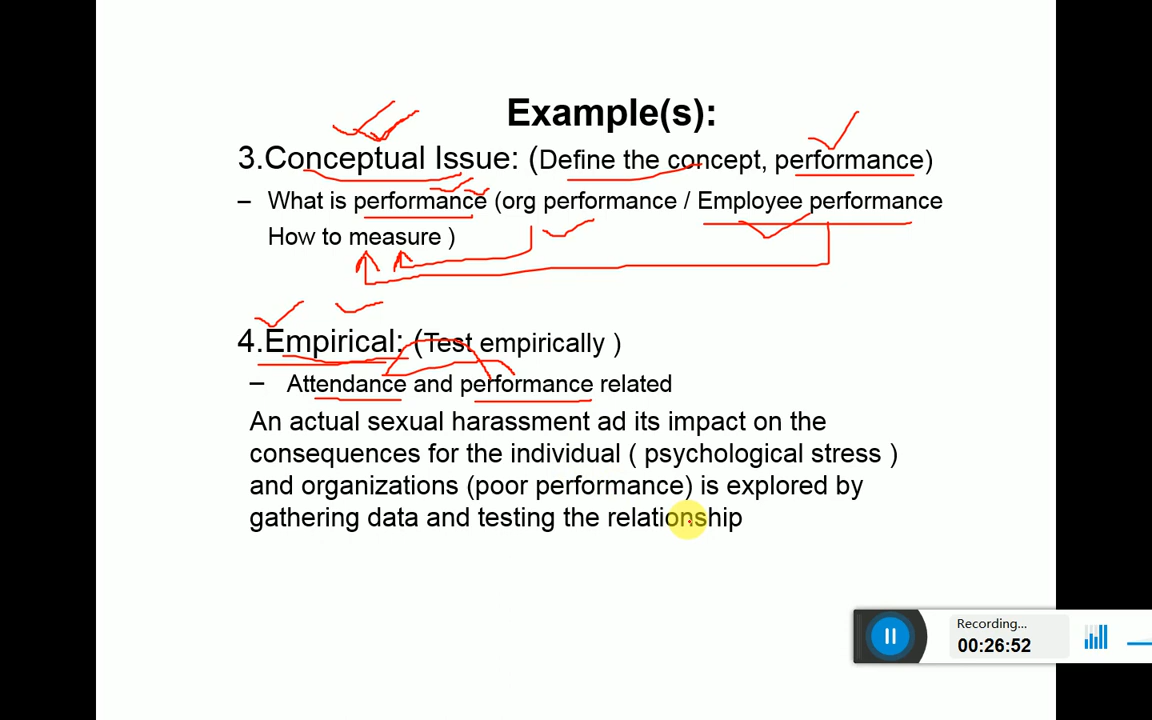 Example(s):
3.Conceptual Issue: (Define the concept, performance)
– What is performance (org performance / Employee performance
How to measure )
4.Empirical: (Test empirically )
– Attendance and performance related
An actual sexual harassment ad its impact on the
consequences for the individual ( psychological stress )
and organizations (poor performance) is explored by
gathering data and testing the relationship
Recording...
00:26:52